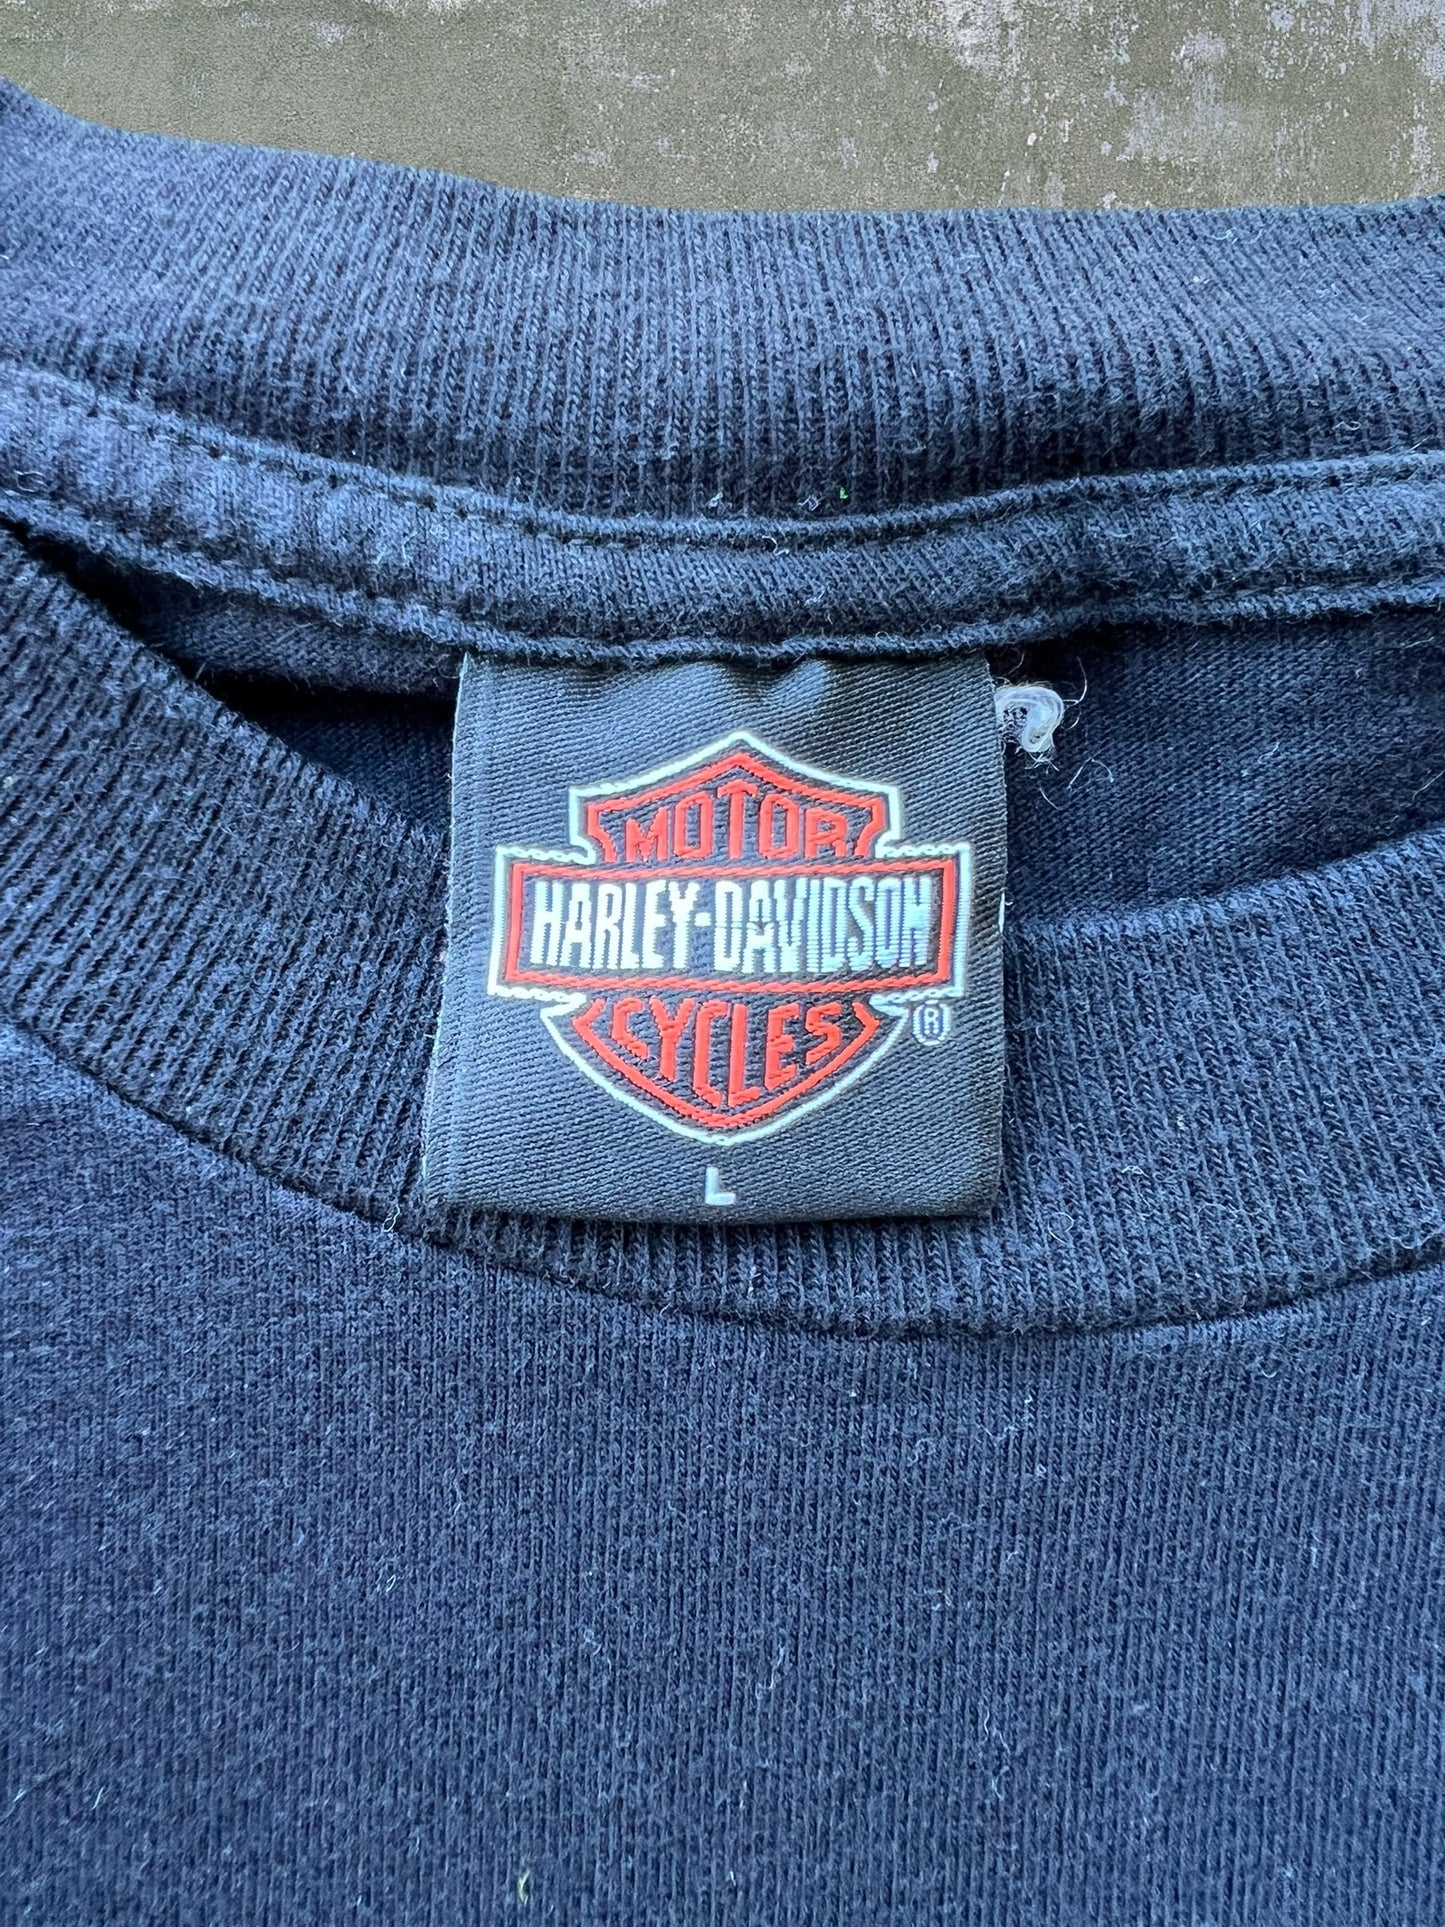 MOTOR
HARLEY-DAVIDSON
CYCLES
®
L